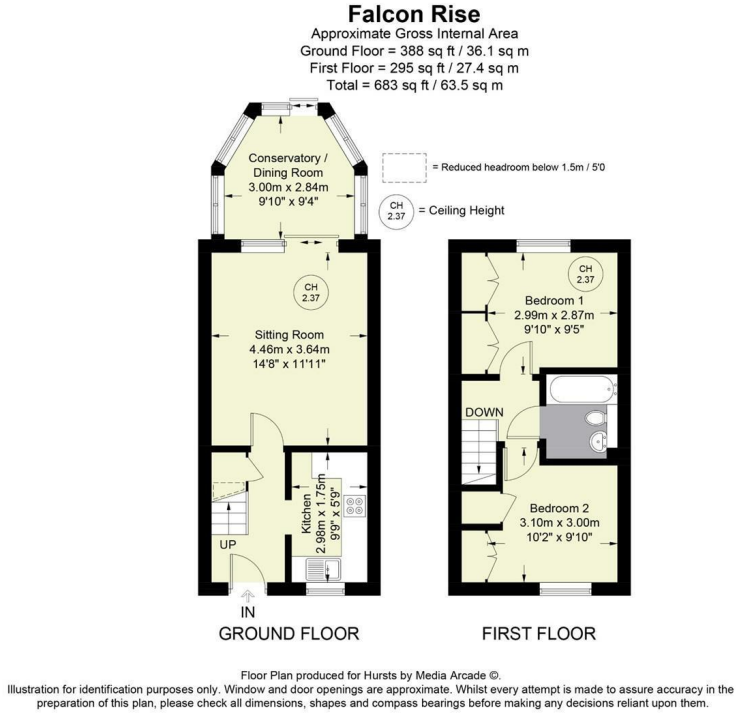 Falcon Rise
Approximate Gross Internal Area
Ground Floor = 388 sq ft / 36.1 sq m
First Floor = 295 sq ft / 27.4 sq m
Total = 683 sq ft / 63.5 sq m
Conservatory /
Dining Room
3.00m x 2.84m
9'10" x 9'4"
= Reduced headroom below 1.5m / 5'0
CH
2.37
= Ceiling Height
CH
2.37
Sitting Room
4.46m x 3.64m
14'8" x 11'11"
Kitchen
2.98m x 1.75m
9'9" x 5'9"
UP
IN
GROUND FLOOR
CH
2.37
Bedroom 1
2.99m x 2.87m
9'10" x 9'5"
DOWN
Bedroom 2
3.10m x 3.00m
10'2" x 9'10"
FIRST FLOOR
Floor Plan produced for Hursts by Media Arcade ©.
Illustration for identification purposes only. Window and door openings are approximate. Whilst every attempt is made to assure accuracy in the
preparation of this plan, please check all dimensions, shapes and compass bearings before making any decisions reliant upon them.